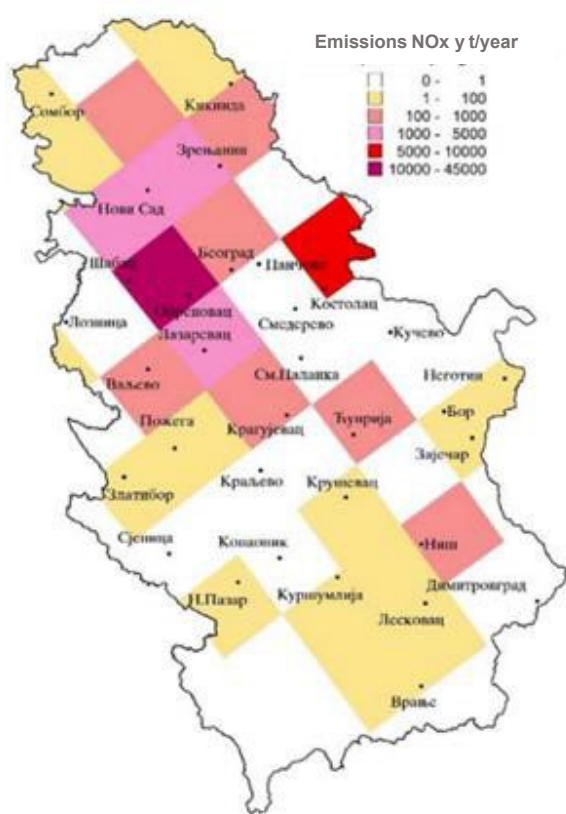 Emissions NOx y t/year
0 - 1
1 - 100
100 - 1000
1000 - 5000
5000 - 10000
10000 - 45000
Сомбор
Кикинда
Зрењанин
Нови Сад
Београд
Панчево
Шабац
Обреновац
Костолац
Лозница
Лазаревац
Смедерево
Кучево
Ваљево
См.Паланка
Неготин
Пожега
Крагујевац
Ћуприја
Бор
Зајечар
Златибор
Краљево
Крушевац
Сјеница
Копаоник
Ниш
Н.Пазар
Куршумлија
Димитровград
Лесковац
Врање